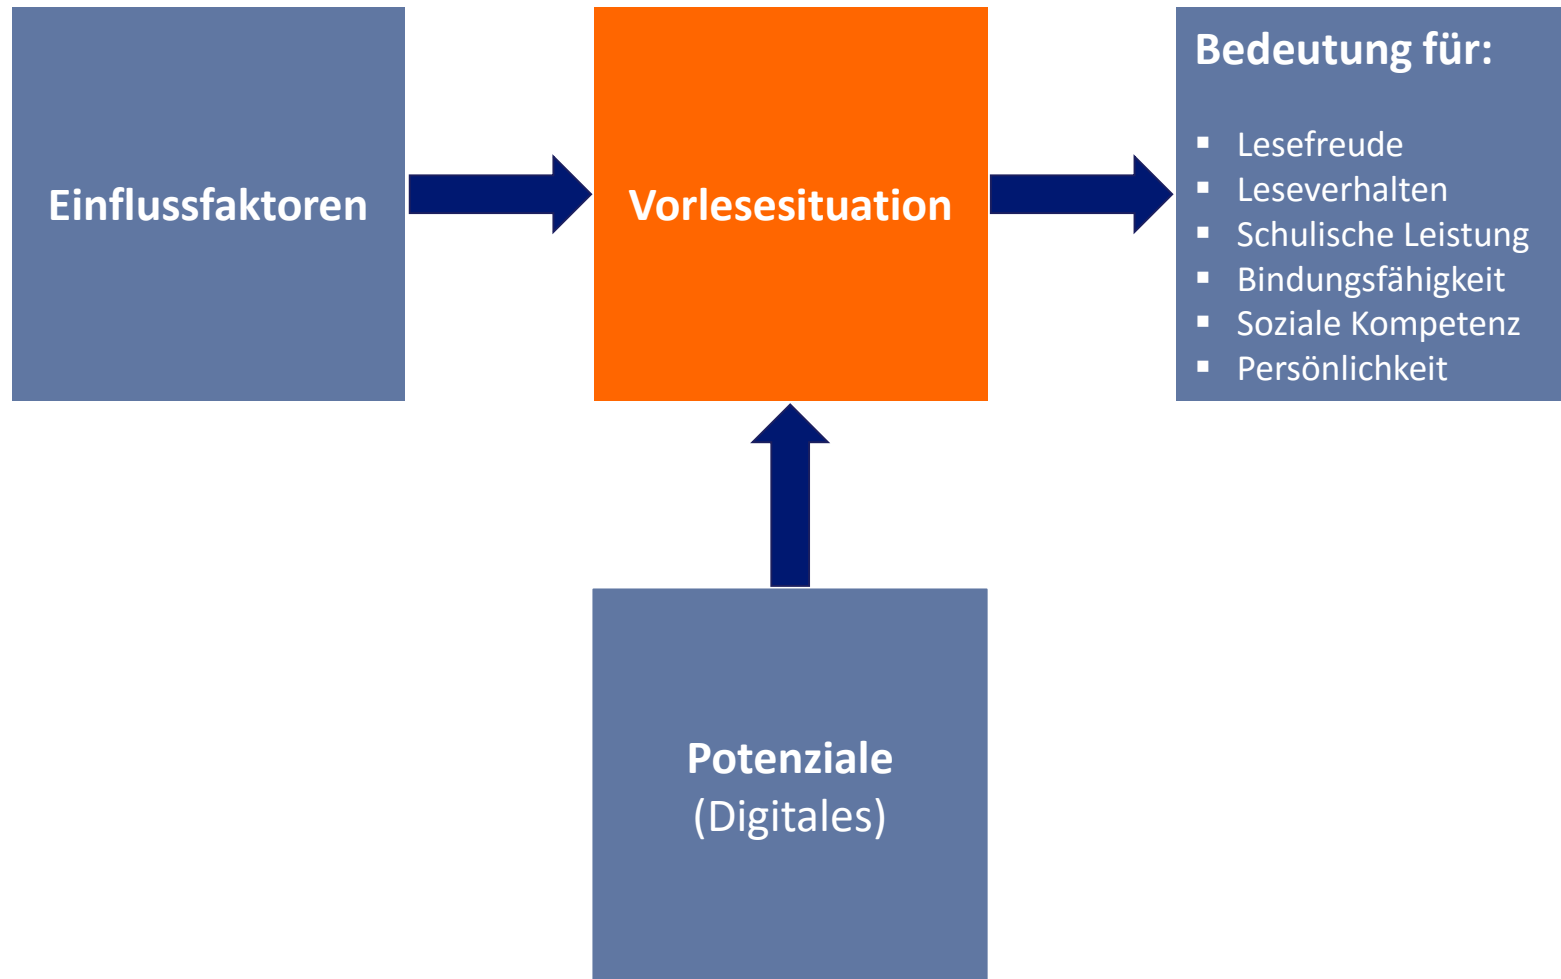 Einflussfaktoren
Vorlesesituation
Bedeutung für:
▪ Lesefreude
▪ Leseverhalten
▪ Schulische Leistung
▪ Bindungsfähigkeit
▪ Soziale Kompetenz
▪ Persönlichkeit
Potenziale
(Digitales)